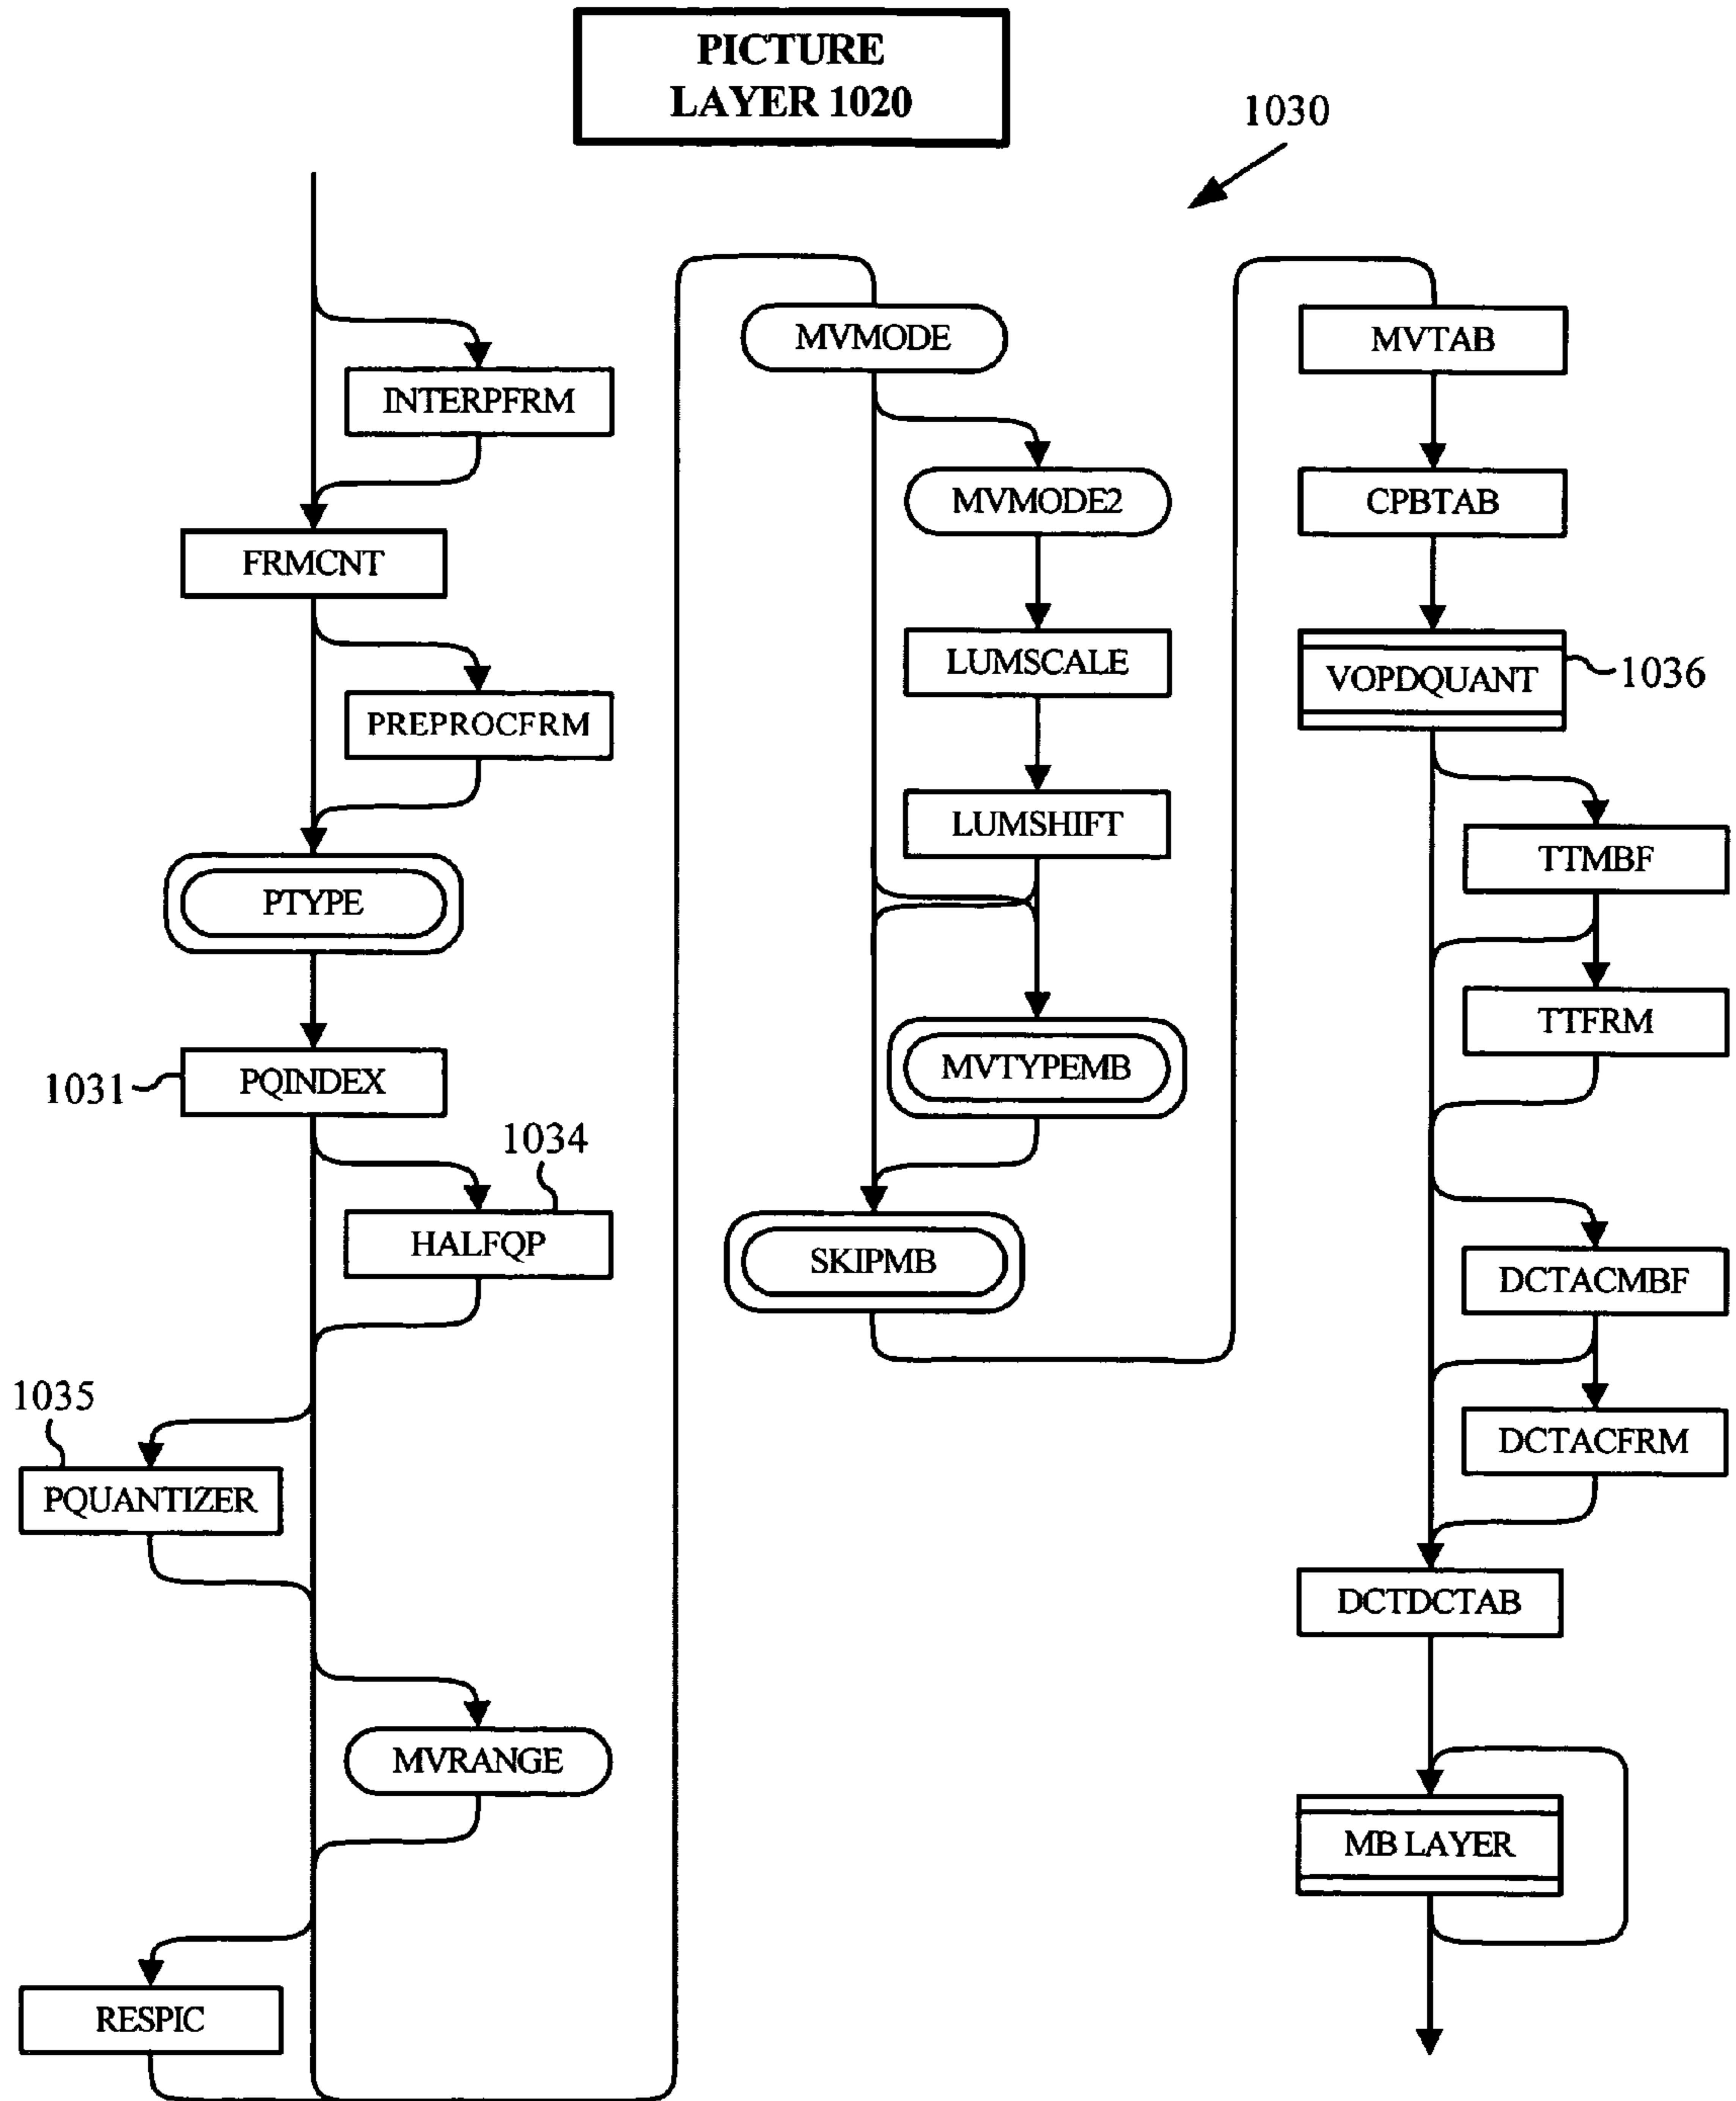 PICTURE
LAYER 1020
1030
INTERPFRM
FRMCNT
PREPROCFRM
PTYPE
1031
PQINDEX
1034
HALFQP
1035
PQUANTIZER
MVRANGE
RESPIC
MVMODE
MVMODE2
LUMSCALE
LUMSHIFT
MVTYPEMB
SKIPMB
MVTAB
CPBTAB
VOPDQUANT
1036
TTMBF
TTFRM
DCTACMBF
DCTACFRM
DCTDCTAB
MB LAYER